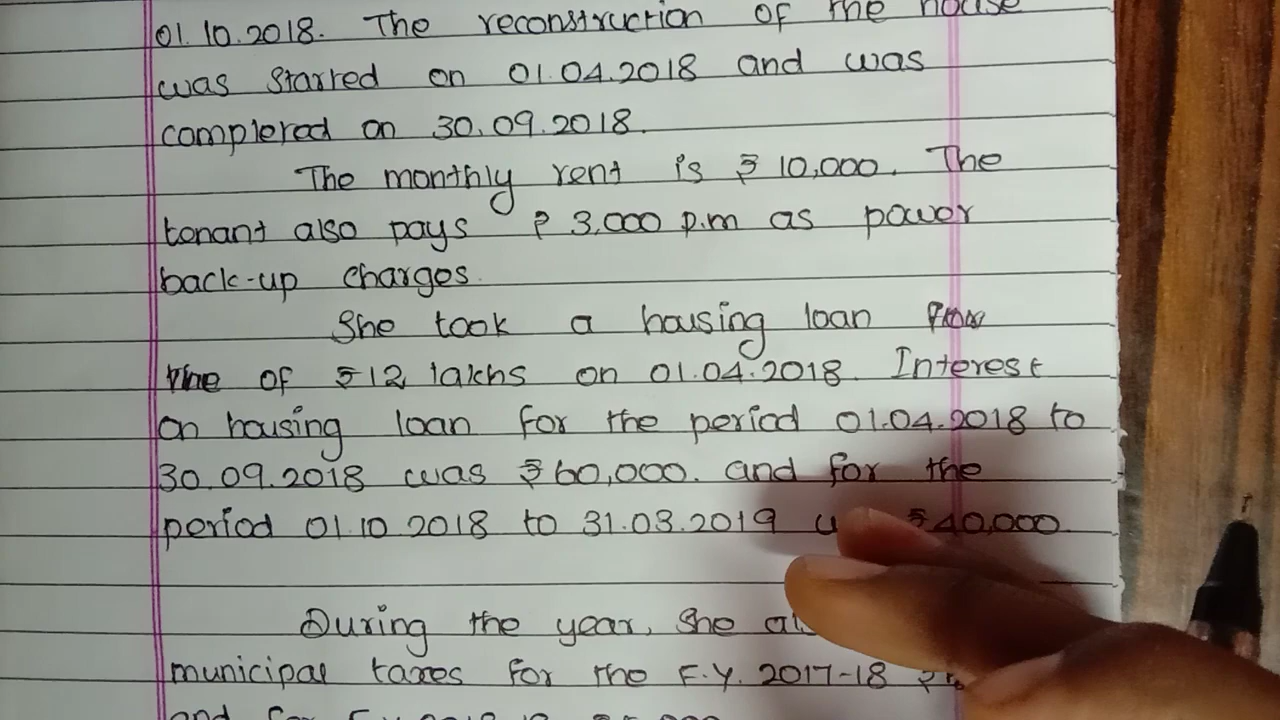 01.10.2018. The reconstruction of the house
was started on 01.04.2018 and was
completed on 30.09.2018.
The monthly rent is ₹ 10,000. The
tenant also pays ₹ 3,000 p.m as power
back-up charges.
She took a housing loan
of ₹ 12 lakhs on 01.04.2018. Interest
on housing loan for the period 01.04.2018 to
30.09.2018 was ₹ 60,000. and for the
period 01.10.2018 to 31.03.2019 ₹ 40,000.
During the year, She
municipal taxes for the F.Y. 2017-18
and for